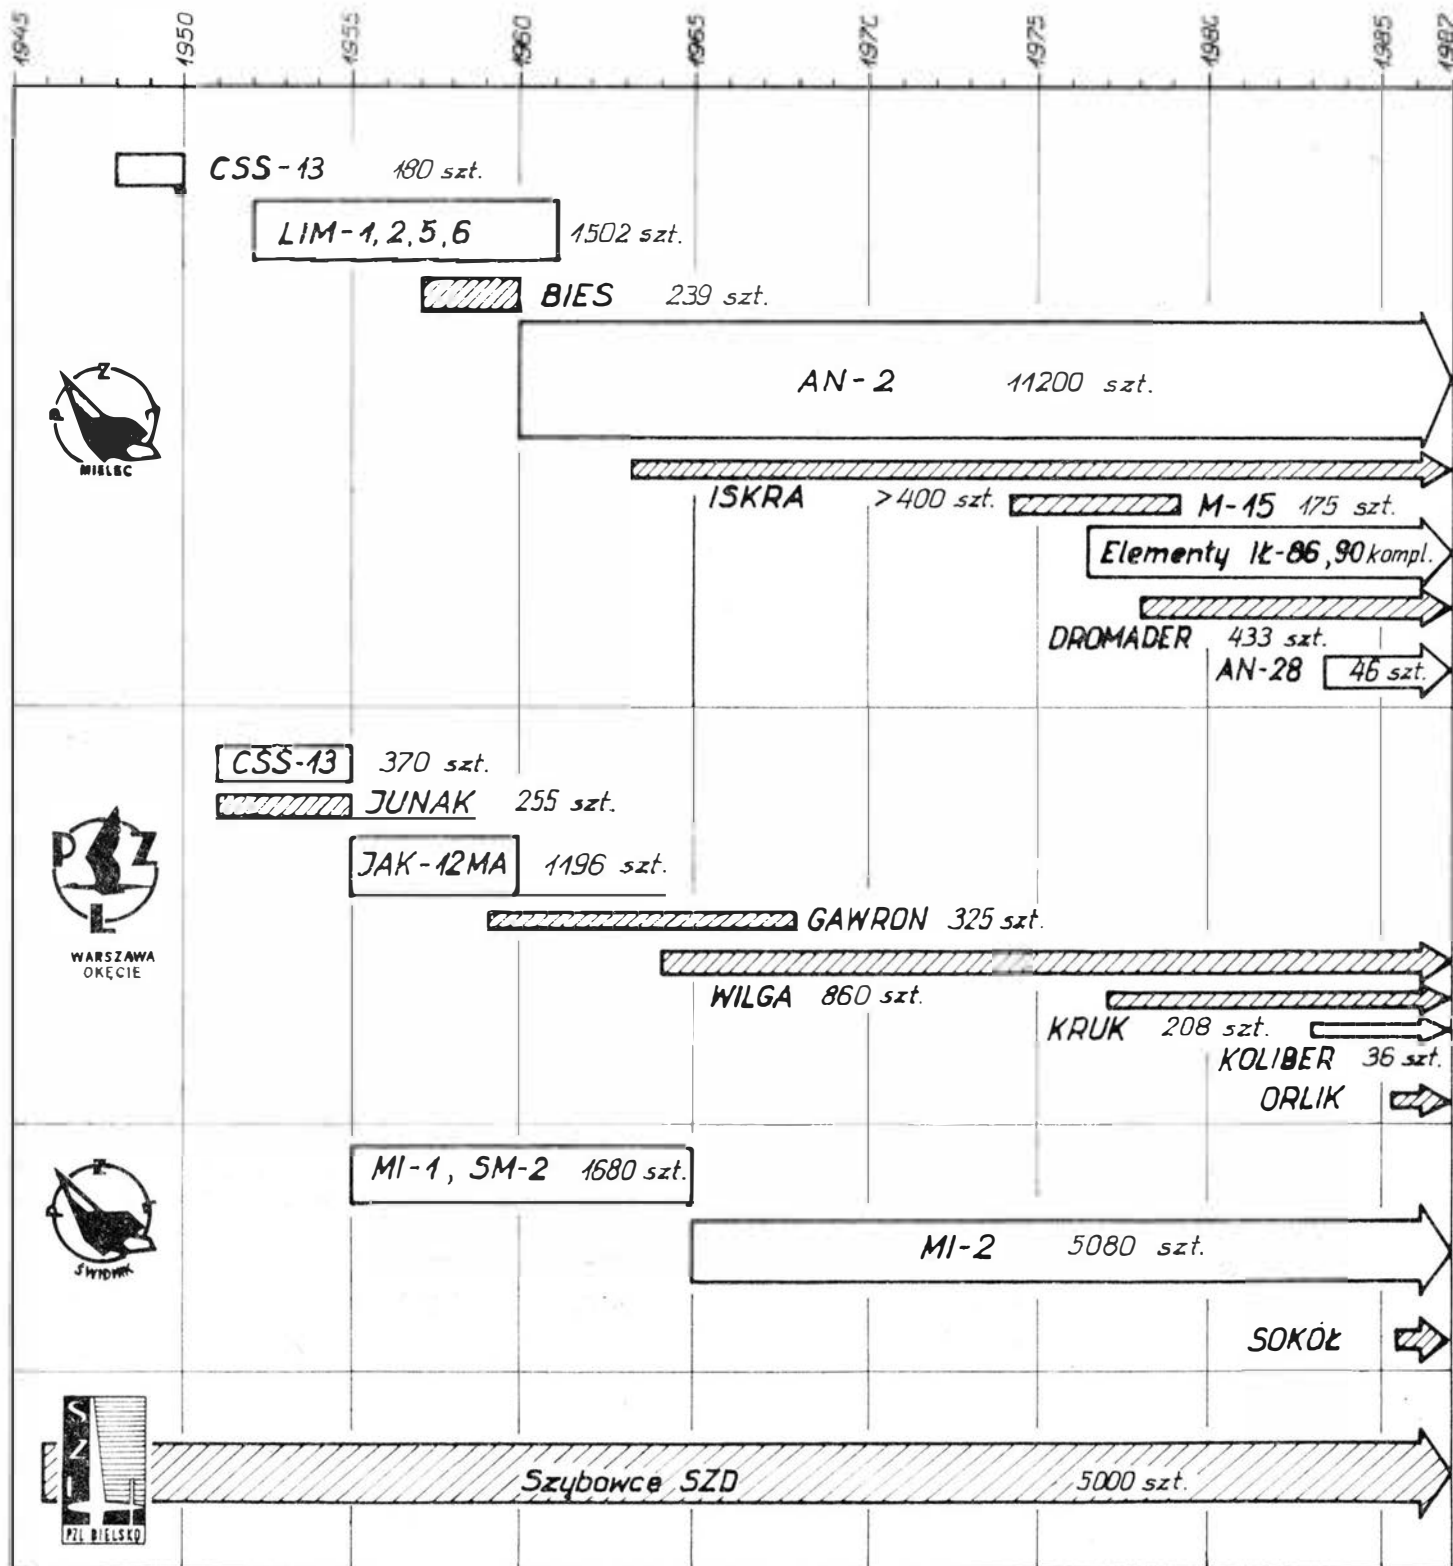 1945 1950 1955 1960 1965 1970 1975 1980 1985 1987
CSS-13 180 szt.
LIM-1, 2, 5, 6 1502 szt.
BIES 239 szt.
AN-2 11200 szt.
P Z L
MIELEC
ISKRA >400 szt.
M-15 175 szt.
Elementy IŁ-86, 90 kompl.
DROMADER 433 szt.
AN-28 46 szt.
CSS-13 370 szt.
JUNAK 255 szt.
JAK-12MA 1196 szt.
P Z L
WARSZAWA
OKĘCIE
GAWRON 325 szt.
WILGA 860 szt.
KRUK 208 szt.
KOLIBER 36 szt.
ORLIK
MI-1, SM-2 1680 szt.
P Z L
ŚWIDNIK
MI-2 5080 szt.
SOKÓŁ
S
Z
PZL BIELSKO
Szybowce SZD 5000 szt.